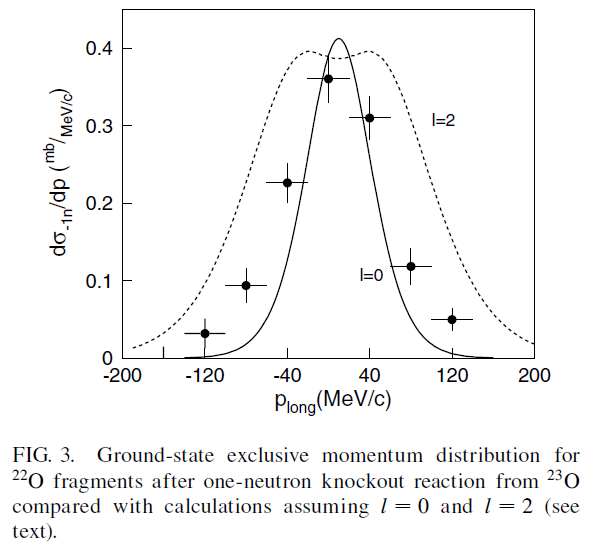 0.4
0.3
0.2
0.1
0
dσ-1n/dp ( mb/MeV/c)
l=2
l=0
-200 -120 -40 40 120 200
Plong(MeV/c)
FIG. 3. Ground-state exclusive momentum distribution for
²²O fragments after one-neutron knockout reaction from ²³O
compared with calculations assuming l = 0 and l = 2 (see
text).